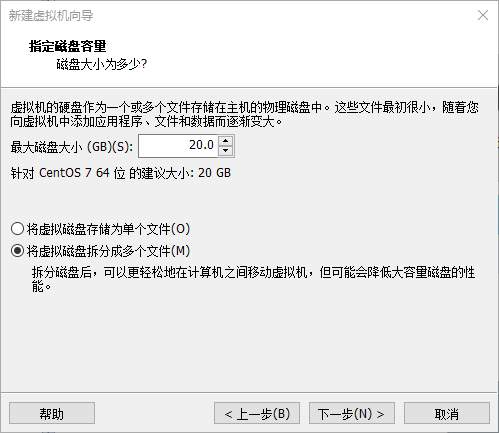 新建虚拟机向导
指定磁盘容量
磁盘大小为多少?
虚拟机的硬盘作为一个或多个文件存储在主机的物理磁盘中。这些文件最初很小，随着您
向虚拟机中添加应用程序、文件和数据而逐渐变大。
最大磁盘大小 (GB)(S): 20.0
针对 CentOS 7 64 位 的建议大小: 20 GB
将虚拟磁盘存储为单个文件(O)
将虚拟磁盘拆分成多个文件(M)
拆分磁盘后，可以更轻松地在计算机之间移动虚拟机，但可能会降低大容量磁盘的性
能。
帮助 < 上一步(B) 下一步(N) > 取消